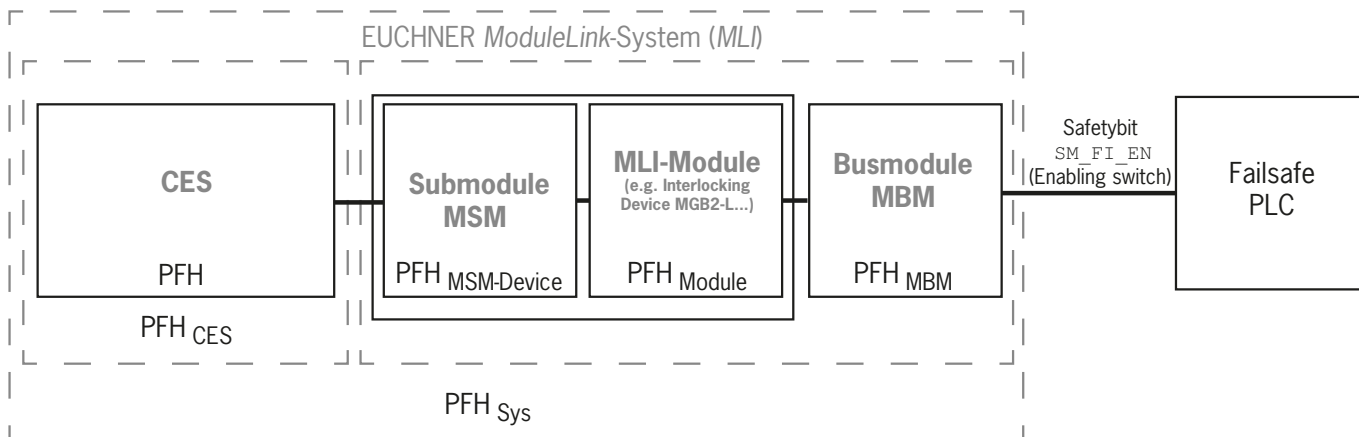 EUCHNER ModuleLink-System (MLI)
CES
PFH
PFH CES
Submodule
MSM
PFH MSM-Device
MLI-Module
(e.g. Interlocking
Device MGB2-L...)
PFH Module
Busmodule
MBM
PFH MBM
PFH Sys
Safetybit
SM_FI_EN
(Enabling switch)
Failsafe
PLC